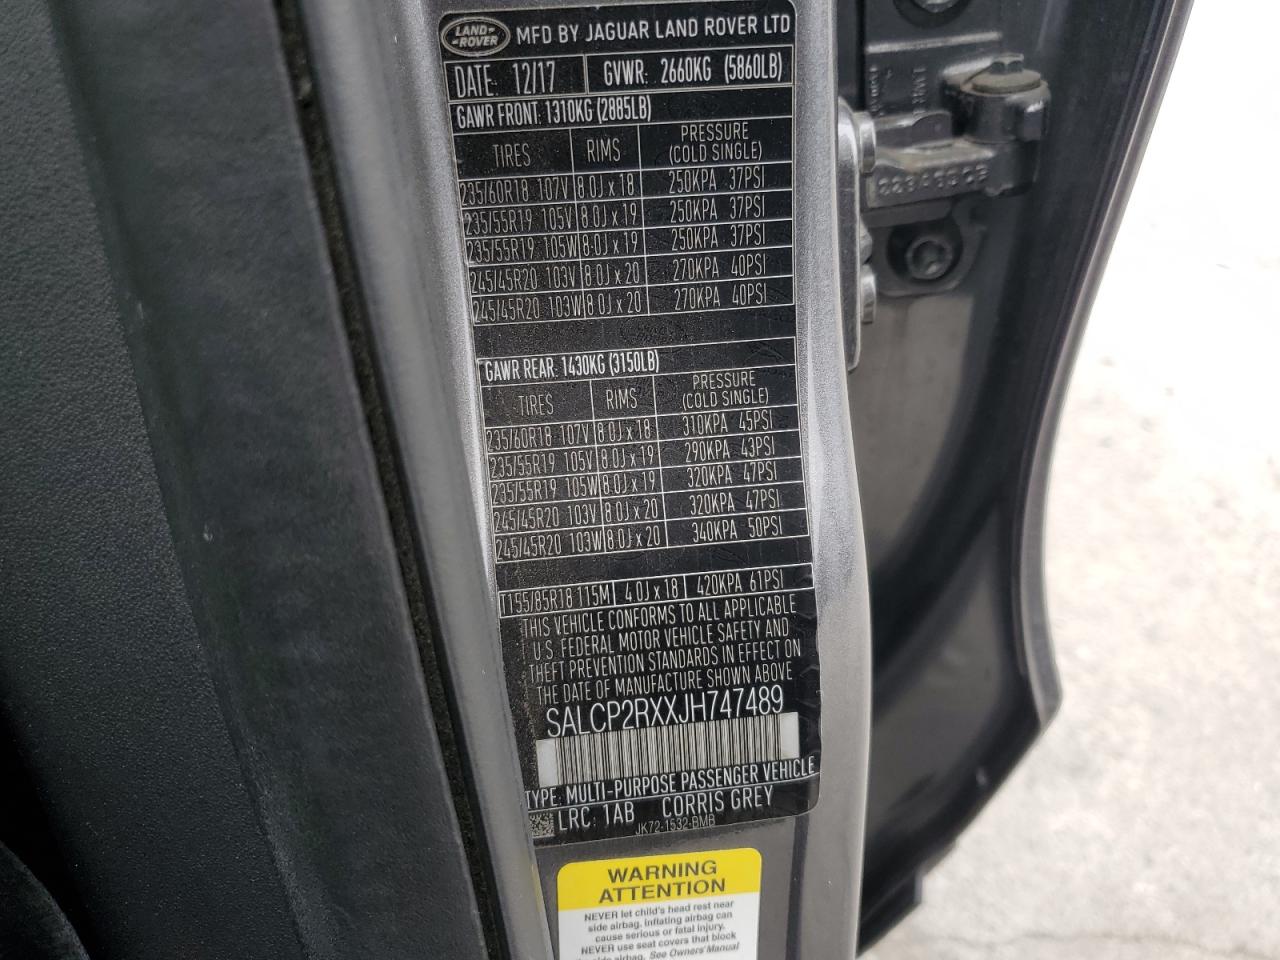 LAND-
-ROVER
MFD BY JAGUAR LAND ROVER LTD
DATE: 12/17 GVWR: 2660KG (5860LB)
GAWR FRONT: 1310KG (2885LB)
TIRES RIMS PRESSURE (COLD SINGLE)
235/60R18 107V 8.0J x 18 250KPA 37PSI
235/55R19 105V 8.0J x 19 250KPA 37PSI
235/55R19 105W 8.0J x 19 250KPA 37PSI
245/45R20 103V 8.0J x 20 270KPA 40PSI
245/45R20 103W 8.0J x 20 270KPA 40PSI
GAWR REAR: 1430KG (3150LB)
TIRES RIMS PRESSURE (COLD SINGLE)
235/60R18 107V 8.0J x 18 310KPA 45PSI
235/55R19 105V 8.0J x 19 290KPA 43PSI
235/55R19 105W 8.0J x 19 320KPA 47PSI
245/45R20 103V 8.0J x 20 320KPA 47PSI
245/45R20 103W 8.0J x 20 340KPA 50PSI
T155/85R18 115M 4.0J x 18 420KPA 61PSI
THIS VEHICLE CONFORMS TO ALL APPLICABLE
U.S. FEDERAL MOTOR VEHICLE SAFETY AND
THEFT PREVENTION STANDARDS IN EFFECT ON
THE DATE OF MANUFACTURE SHOWN ABOVE
SALCP2RXXJH747489
TYPE: MULTI-PURPOSE PASSENGER VEHICLE
LRC: 1AB CORRIS GREY
JK72-1532-BMB
WARNING
ATTENTION
NEVER let child's head rest near
side airbag. Inflating airbag can
cause serious or fatal injury.
NEVER use seat covers that block
the side airbag. See Owners' Manual